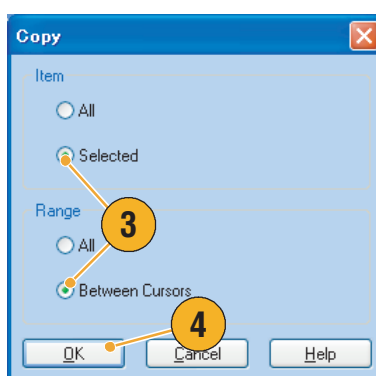 Copy
Item
All
Selected
Range
3
All
Between Cursors
4
OK Cancel Help